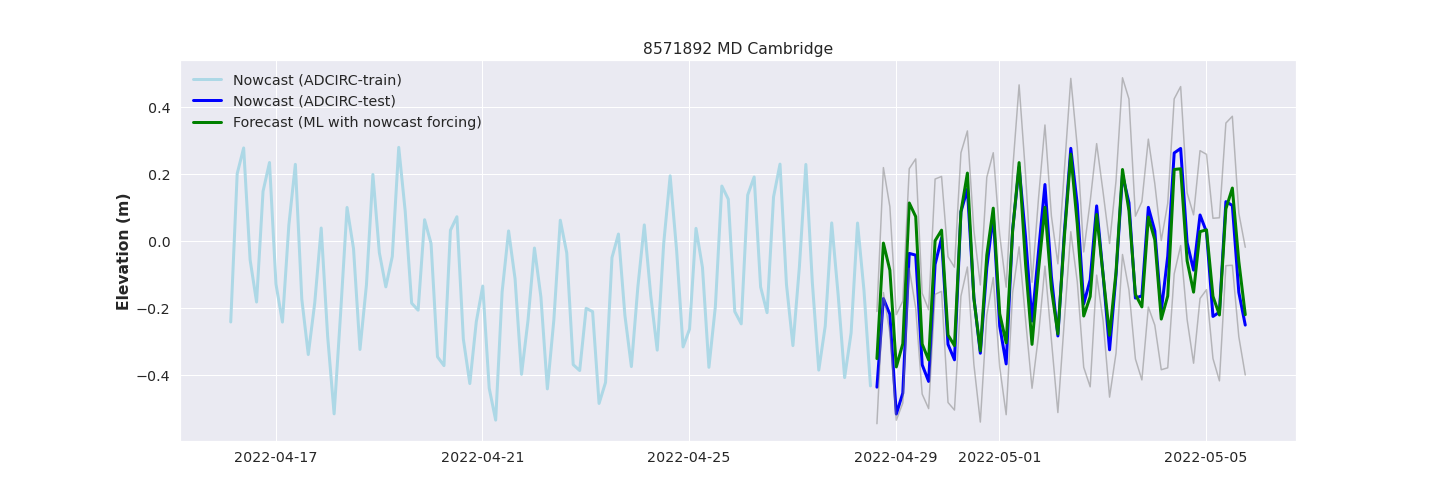 8571892 MD Cambridge
Nowcast (ADCIRC-train)
Nowcast (ADCIRC-test)
Forecast (ML with nowcast forcing)
Elevation (m)
0.4
0.2
0.0
−0.2
−0.4
2022-04-17 2022-04-21 2022-04-25 2022-04-29 2022-05-01 2022-05-05